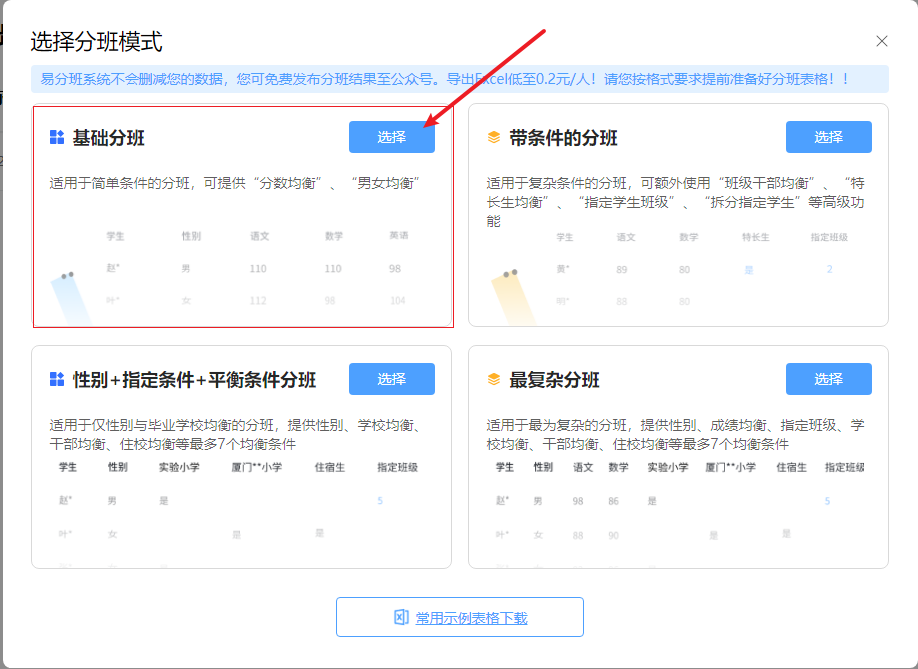 选择分班模式
易分班系统不会删减您的数据，您可免费发布分班结果至公众号。导出Excel低至0.2元/人！请您按格式要求提前准备好分班表格！！
基础分班
选择
适用于简单条件的分班，可提供“分数均衡”、“男女均衡”
学生 性别 语文 数学 英语
赵* 男 110 110 98
叶* 女 112 98 104
带条件的分班
选择
适用于复杂条件的分班，可额外使用“班级干部均衡”、“特
长生均衡”、“指定学生班级”、“拆分指定学生”等高级功
能
学生 语文 数学 特长生 指定班级
黄* 89 80 是 2
明* 88 80
性别+指定条件+平衡条件分班
选择
适用于仅性别与毕业学校均衡的分班，提供性别、学校均衡、
干部均衡、住校均衡等最多7个均衡条件
学生 性别 实验小学 厦门**小学 住宿生 指定班级
赵* 男 是 5
叶* 女 是 是
最复杂分班
选择
适用于最为复杂的分班，提供性别、成绩均衡、指定班级、学
校均衡、干部均衡、住校均衡等最多7个均衡条件
学生 性别 语文 数学 实验小学 厦门**小学 住宿生 指定班级
赵* 男 98 86 是 5
叶* 女 88 90 是 是
常用示例表格下载